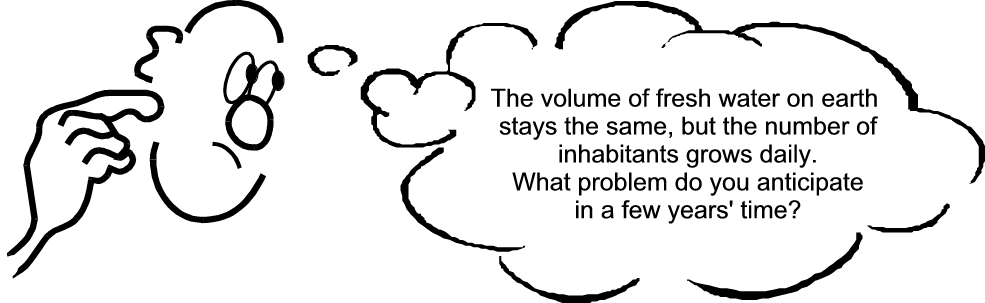 The volume of fresh water on earth
stays the same, but the number of
inhabitants grows daily.
What problem do you anticipate
in a few years' time?